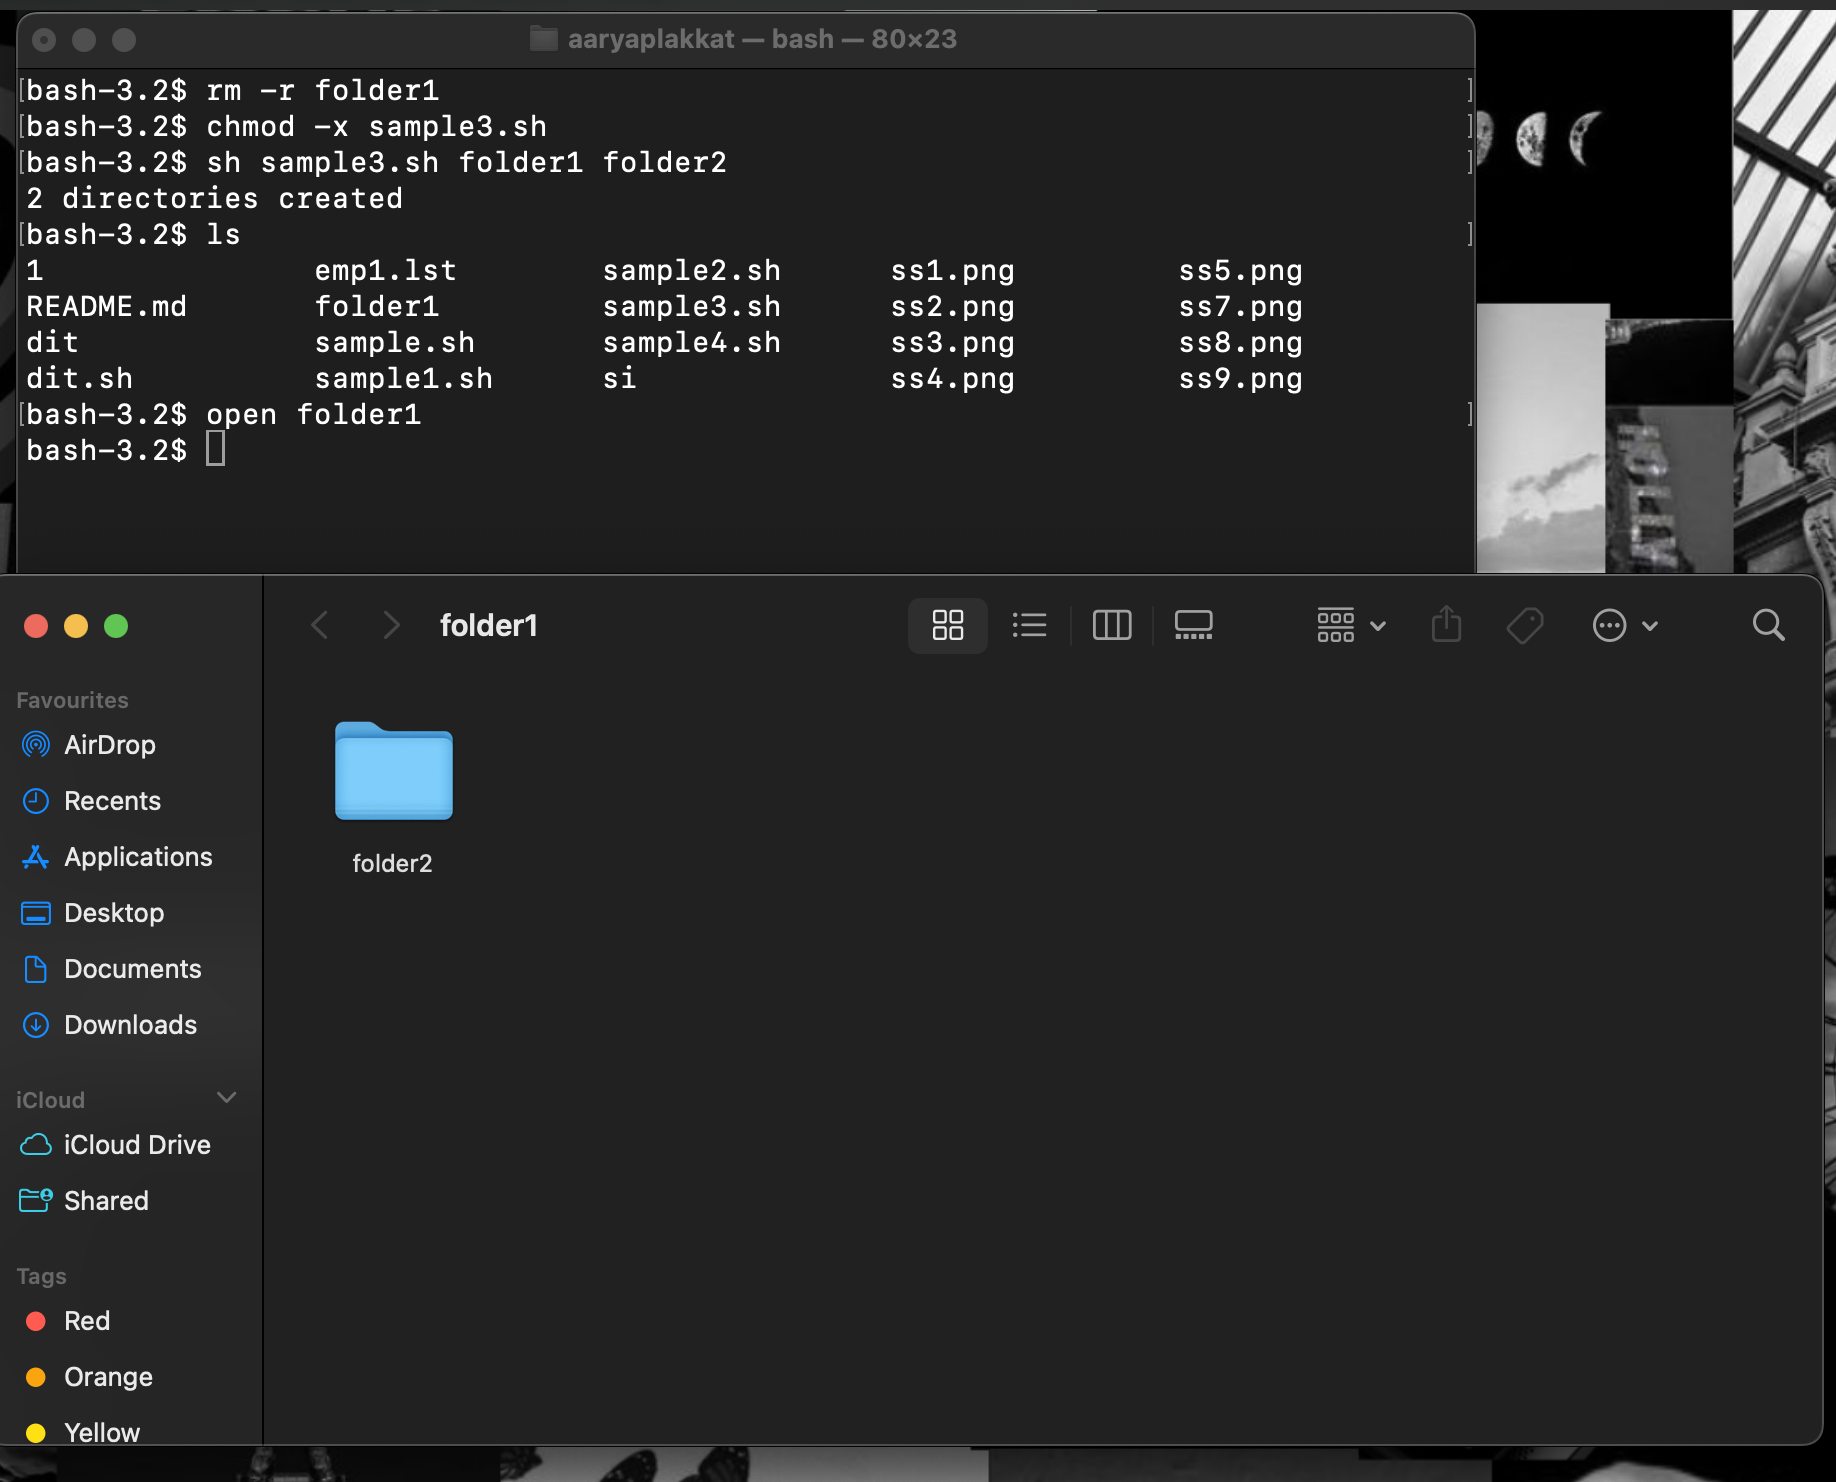 aaryaplakkat — bash — 80×23
[bash-3.2$ rm -r folder1 ]
[bash-3.2$ chmod -x sample3.sh ]
[bash-3.2$ sh sample3.sh folder1 folder2 ]
2 directories created
[bash-3.2$ ls ]
1 emp1.lst sample2.sh ss1.png ss5.png
README.md folder1 sample3.sh ss2.png ss7.png
dit sample.sh sample4.sh ss3.png ss8.png
dit.sh sample1.sh si ss4.png ss9.png
[bash-3.2$ open folder1 ]
bash-3.2$
folder1
Favourites
AirDrop
Recents
Applications
Desktop
Documents
Downloads
iCloud
iCloud Drive
Shared
Tags
Red
Orange
Yellow
folder2